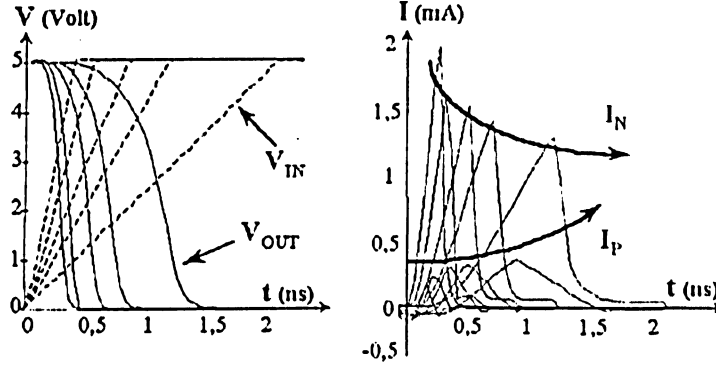 V (Volt)
5
4
3
2
1
0
V_IN
V_OUT
t (ns)
0 0,5 1 1,5 2
I (mA)
2
1,5
1
0,5
0
-0,5
I_N
I_P
t (ns)
0,5 1 1,5 2